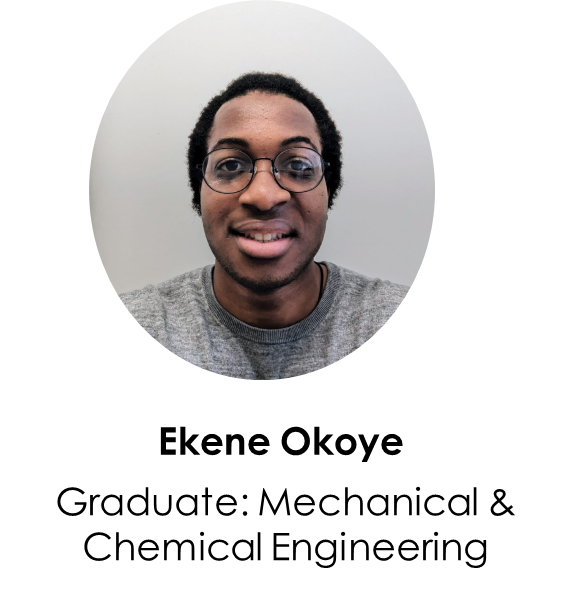 Ekene Okoye
Graduate: Mechanical &
Chemical Engineering